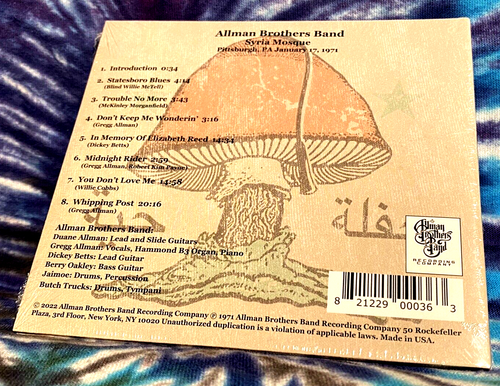 Allman Brothers Band
Syria Mosque
Pittsburgh, PA January 17, 1971
1. Introduction 0:34
2. Statesboro Blues 4:14
(Blind Willie McTell)
3. Trouble No More 3:43
(McKinley Morganfield)
4. Don't Keep Me Wonderin' 3:16
(Gregg Allman)
5. In Memory Of Elizabeth Reed 14:54
(Dickey Betts)
6. Midnight Rider 2:59
(Gregg Allman, Robert Kim Payne)
7. You Don't Love Me 14:58
(Willie Cobbs)
8. Whipping Post 20:16
(Gregg Allman)
حفلة
حية
Allman Brothers Band:
Duane Allman: Lead and Slide Guitars
Gregg Allman: Vocals, Hammond B3 Organ, Piano
Dickey Betts: Lead Guitar
Berry Oakley: Bass Guitar
Jaimoe: Drums, Percussion
Butch Trucks: Drums, Tympani
The
Allman
Brothers
Band
RECORDING
COMPANY
8 21229 00036 3
© 2022 Allman Brothers Band Recording Company ℗ 1971 Allman Brothers Band Recording Company 50 Rockefeller
Plaza, 3rd Floor, New York, NY 10020 Unauthorized duplication is a violation of applicable laws. Made in USA.